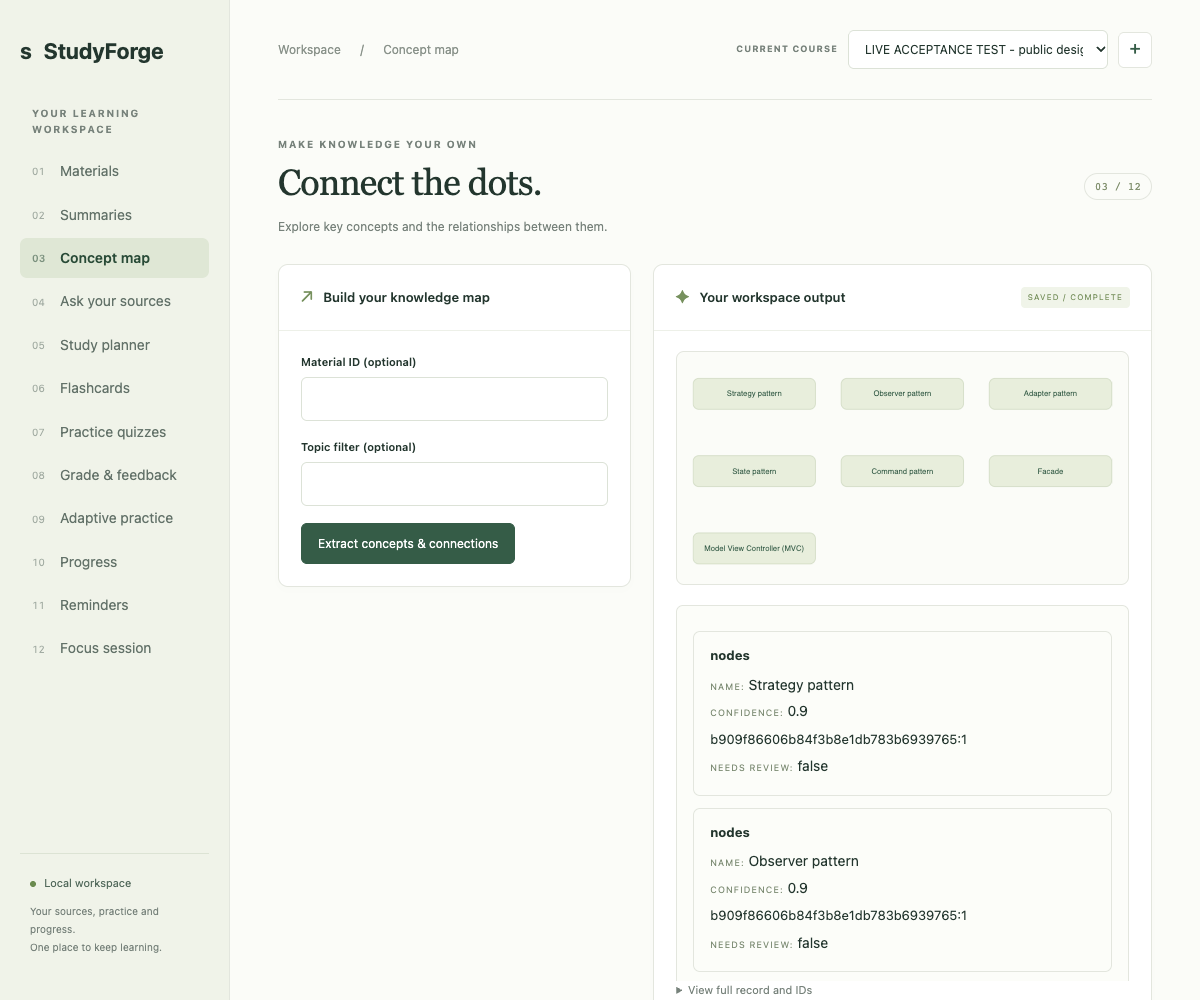 s StudyForge
YOUR LEARNING
WORKSPACE
01 Materials
02 Summaries
03 Concept map
04 Ask your sources
05 Study planner
06 Flashcards
07 Practice quizzes
08 Grade & feedback
09 Adaptive practice
10 Progress
11 Reminders
12 Focus session
Local workspace
Your sources, practice and
progress.
One place to keep learning.
Workspace / Concept map
CURRENT COURSE
LIVE ACCEPTANCE TEST - public desig
+
MAKE KNOWLEDGE YOUR OWN
Connect the dots.
03 / 12
Explore key concepts and the relationships between them.
Build your knowledge map
Material ID (optional)
Topic filter (optional)
Extract concepts & connections
Your workspace output
SAVED / COMPLETE
Strategy pattern
Observer pattern
Adapter pattern
State pattern
Command pattern
Facade
Model View Controller (MVC)
nodes
NAME: Strategy pattern
CONFIDENCE: 0.9
b909f86606b84f3b8e1db783b6939765:1
NEEDS REVIEW: false
nodes
NAME: Observer pattern
CONFIDENCE: 0.9
b909f86606b84f3b8e1db783b6939765:1
NEEDS REVIEW: false
View full record and IDs